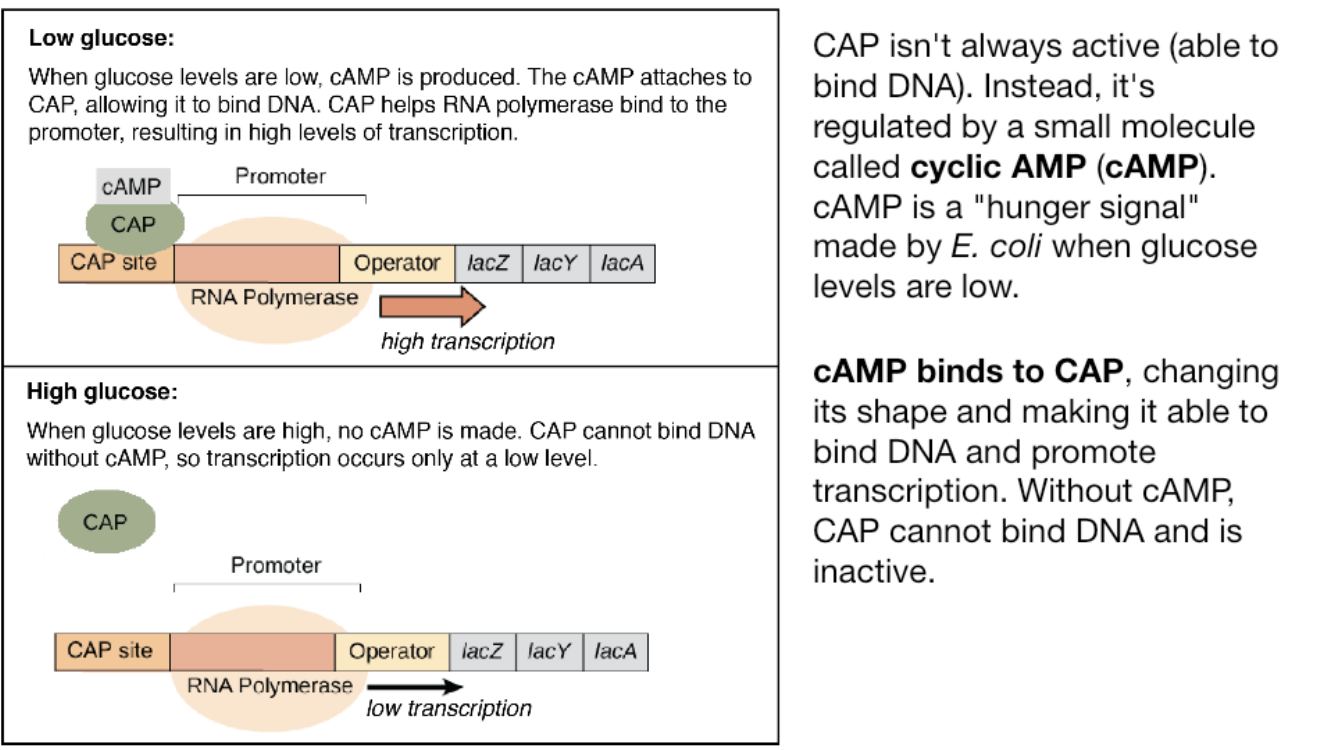 Low glucose:
When glucose levels are low, cAMP is produced. The cAMP attaches to
CAP, allowing it to bind DNA. CAP helps RNA polymerase bind to the
promoter, resulting in high levels of transcription.
cAMP
Promoter
CAP
CAP site
Operator
lacZ
lacY
lacA
RNA Polymerase
high transcription
High glucose:
When glucose levels are high, no cAMP is made. CAP cannot bind DNA
without cAMP, so transcription occurs only at a low level.
CAP
Promoter
CAP site
Operator
lacZ
lacY
lacA
RNA Polymerase
low transcription
CAP isn't always active (able to
bind DNA). Instead, it's
regulated by a small molecule
called cyclic AMP (cAMP).
cAMP is a "hunger signal"
made by E. coli when glucose
levels are low.
cAMP binds to CAP, changing
its shape and making it able to
bind DNA and promote
transcription. Without cAMP,
CAP cannot bind DNA and is
inactive.